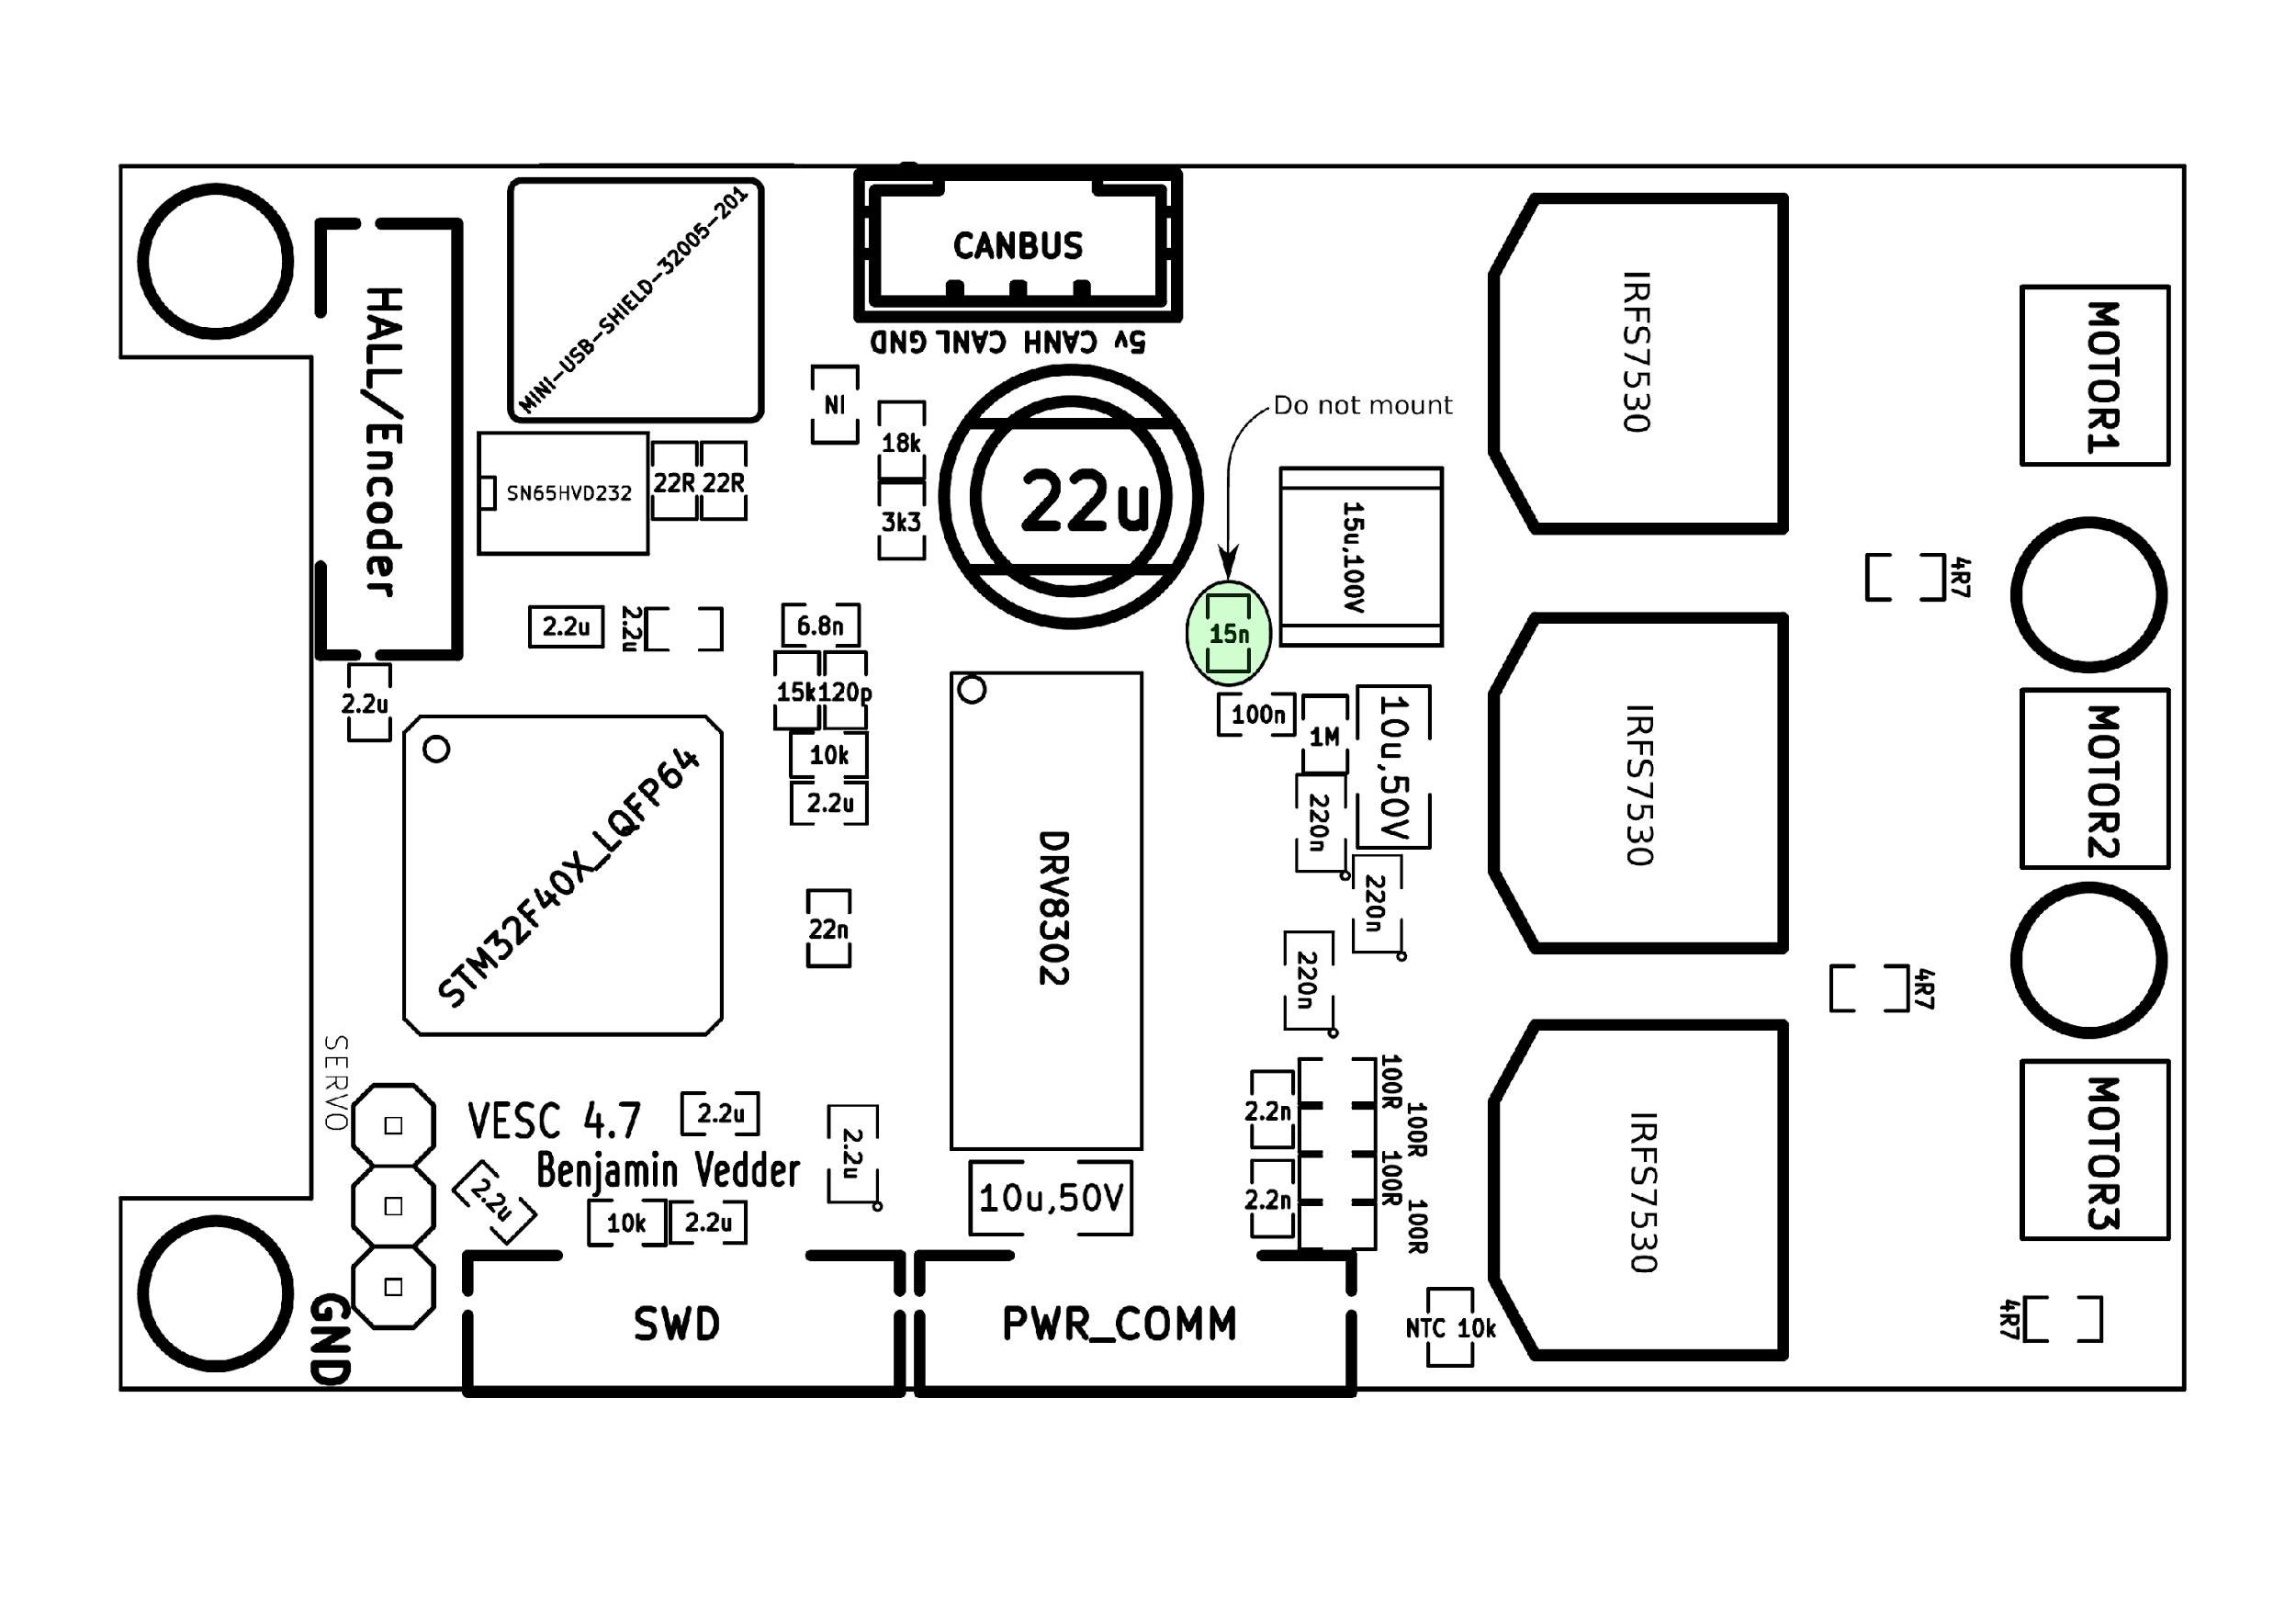 MINI-USB-SHIELD-32005-201
CANBUS
GND CANL CANH 5v
HALL/Encoder
IN
18k
3k3
22u
Do not mount
15u,100V
IRFS7530
MOTOR1
SN65HVD232
22R
22R
4R7
2.2u
2.2u
6.8n
15n
2.2u
15k
120p
100n
1M
10u,50V
10k
2.2u
220n
220n
220n
IRFS7530
MOTOR2
STM32F40X_LQFP64
DRV8302
22n
4R7
SERVO
VESC 4.7
Benjamin Vedder
2.2u
2.2u
2.2u
10k
2.2u
10u,50V
2.2n
2.2n
100R
100R
100R
100R
IRFS7530
MOTOR3
GND
SWD
PWR_COMM
NTC 10k
4R7